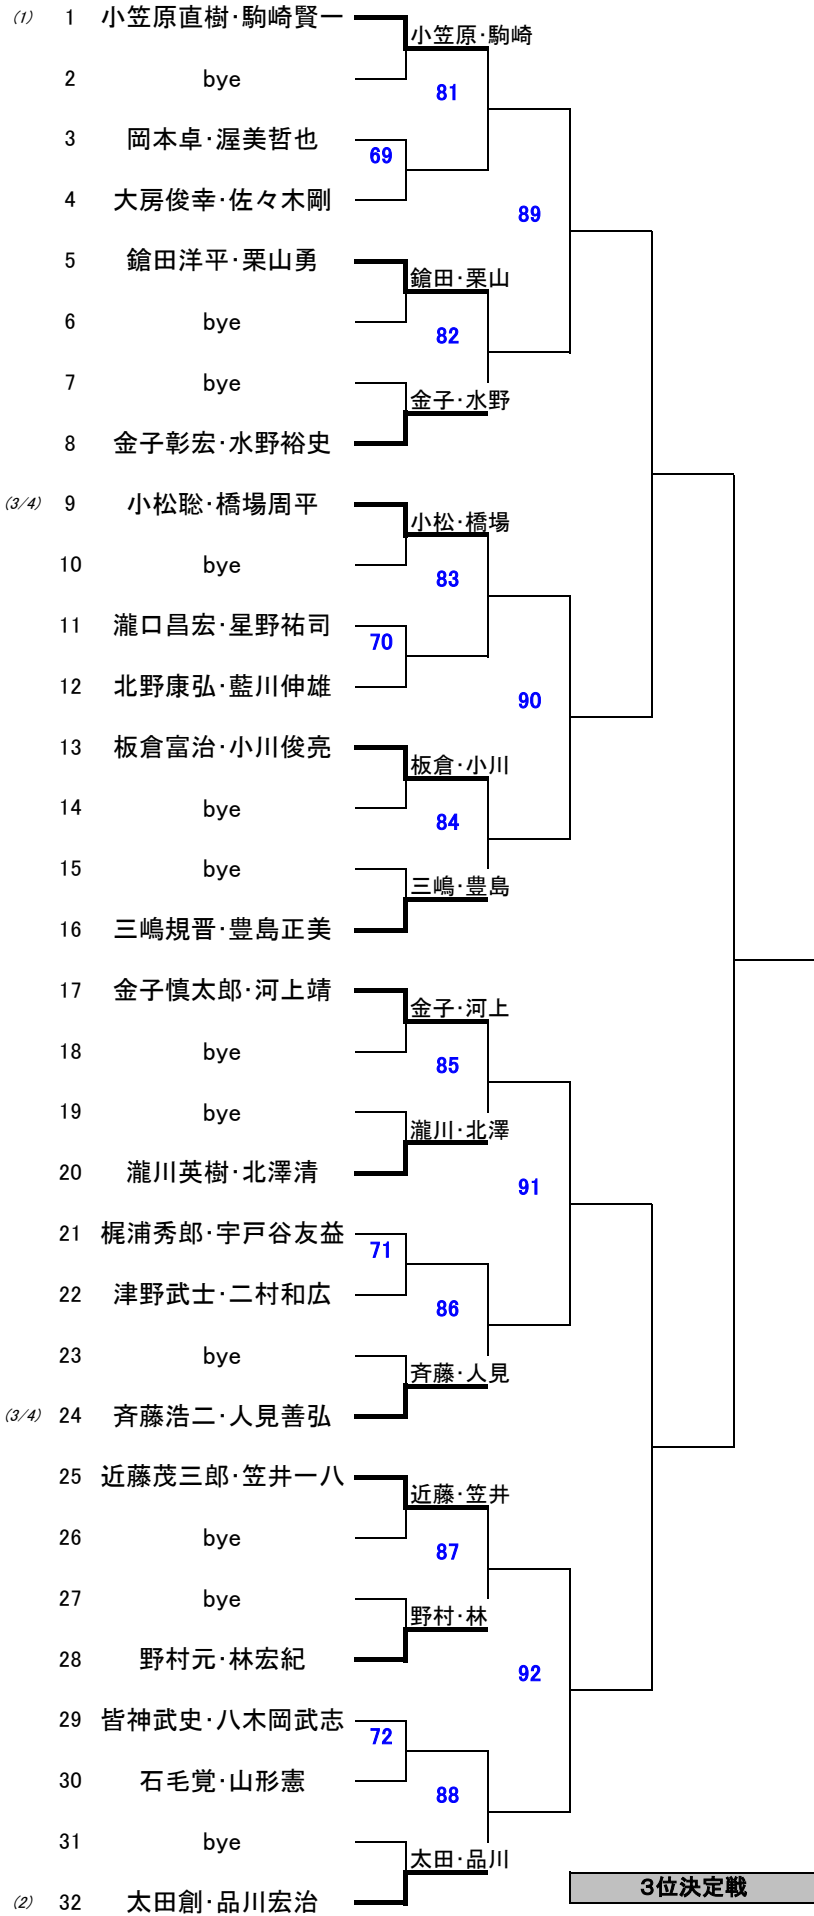 (1) 1 小笠原直樹・駒崎賢一
小笠原・駒崎
2 bye
81
3 岡本卓・渥美哲也
69
4 大房俊幸・佐々木剛
89
5 鎗田洋平・栗山勇
鎗田・栗山
6 bye
82
7 bye
金子・水野
8 金子彰宏・水野裕史
(3/4) 9 小松聡・橋場周平
小松・橋場
10 bye
83
11 瀧口昌宏・星野祐司
70
12 北野康弘・藍川伸雄
90
13 板倉富治・小川俊亮
板倉・小川
14 bye
84
15 bye
三嶋・豊島
16 三嶋規晋・豊島正美
17 金子慎太郎・河上靖
金子・河上
18 bye
85
19 bye
瀧川・北澤
20 瀧川英樹・北澤清
91
21 梶浦秀郎・宇戸谷友益
71
22 津野武士・二村和広
86
23 bye
斉藤・人見
(3/4) 24 斉藤浩二・人見善弘
25 近藤茂三郎・笠井一八
近藤・笠井
26 bye
87
27 bye
野村・林
28 野村元・林宏紀
92
29 皆神武史・八木岡武志
72
30 石毛覚・山形憲
88
31 bye
太田・品川
3位決定戦
(2) 32 太田創・品川宏治